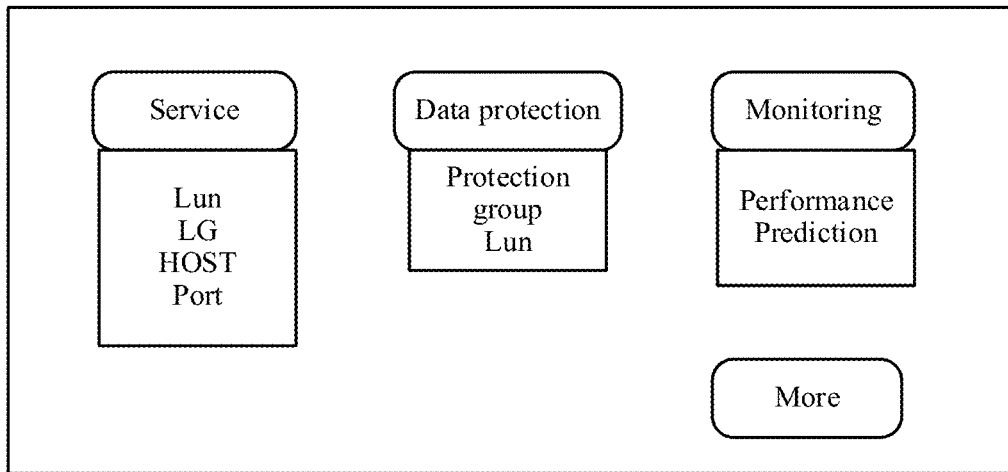 Service
Lun
LG
HOST
Port
Data protection
Protection
group
Lun
Monitoring
Performance
Prediction
More